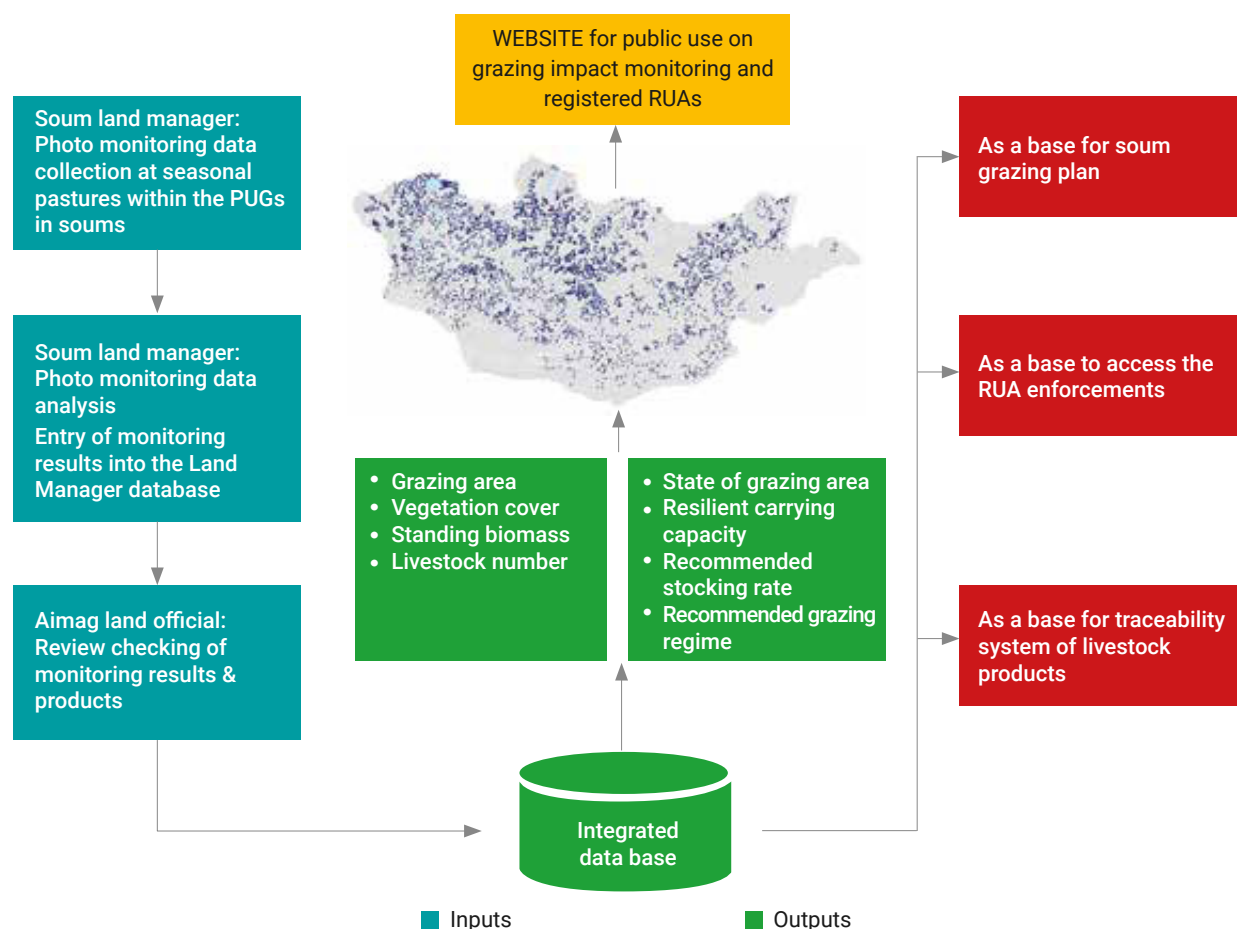 WEBSITE for public use on
grazing impact monitoring and
registered RUAs
Soum land manager:
Photo monitoring data
collection at seasonal
pastures within the PUGs
in soums
Soum land manager:
Photo monitoring data
analysis
Entry of monitoring
results into the Land
Manager database
Aimag land official:
Review checking of
monitoring results &
products
• Grazing area
• Vegetation cover
• Standing biomass
• Livestock number
• State of grazing area
• Resilient carrying
capacity
• Recommended
stocking rate
• Recommended grazing
regime
Integrated
data base
As a base for soum
grazing plan
As a base to access the
RUA enforcements
As a base for traceability
system of livestock
products
Inputs
Outputs